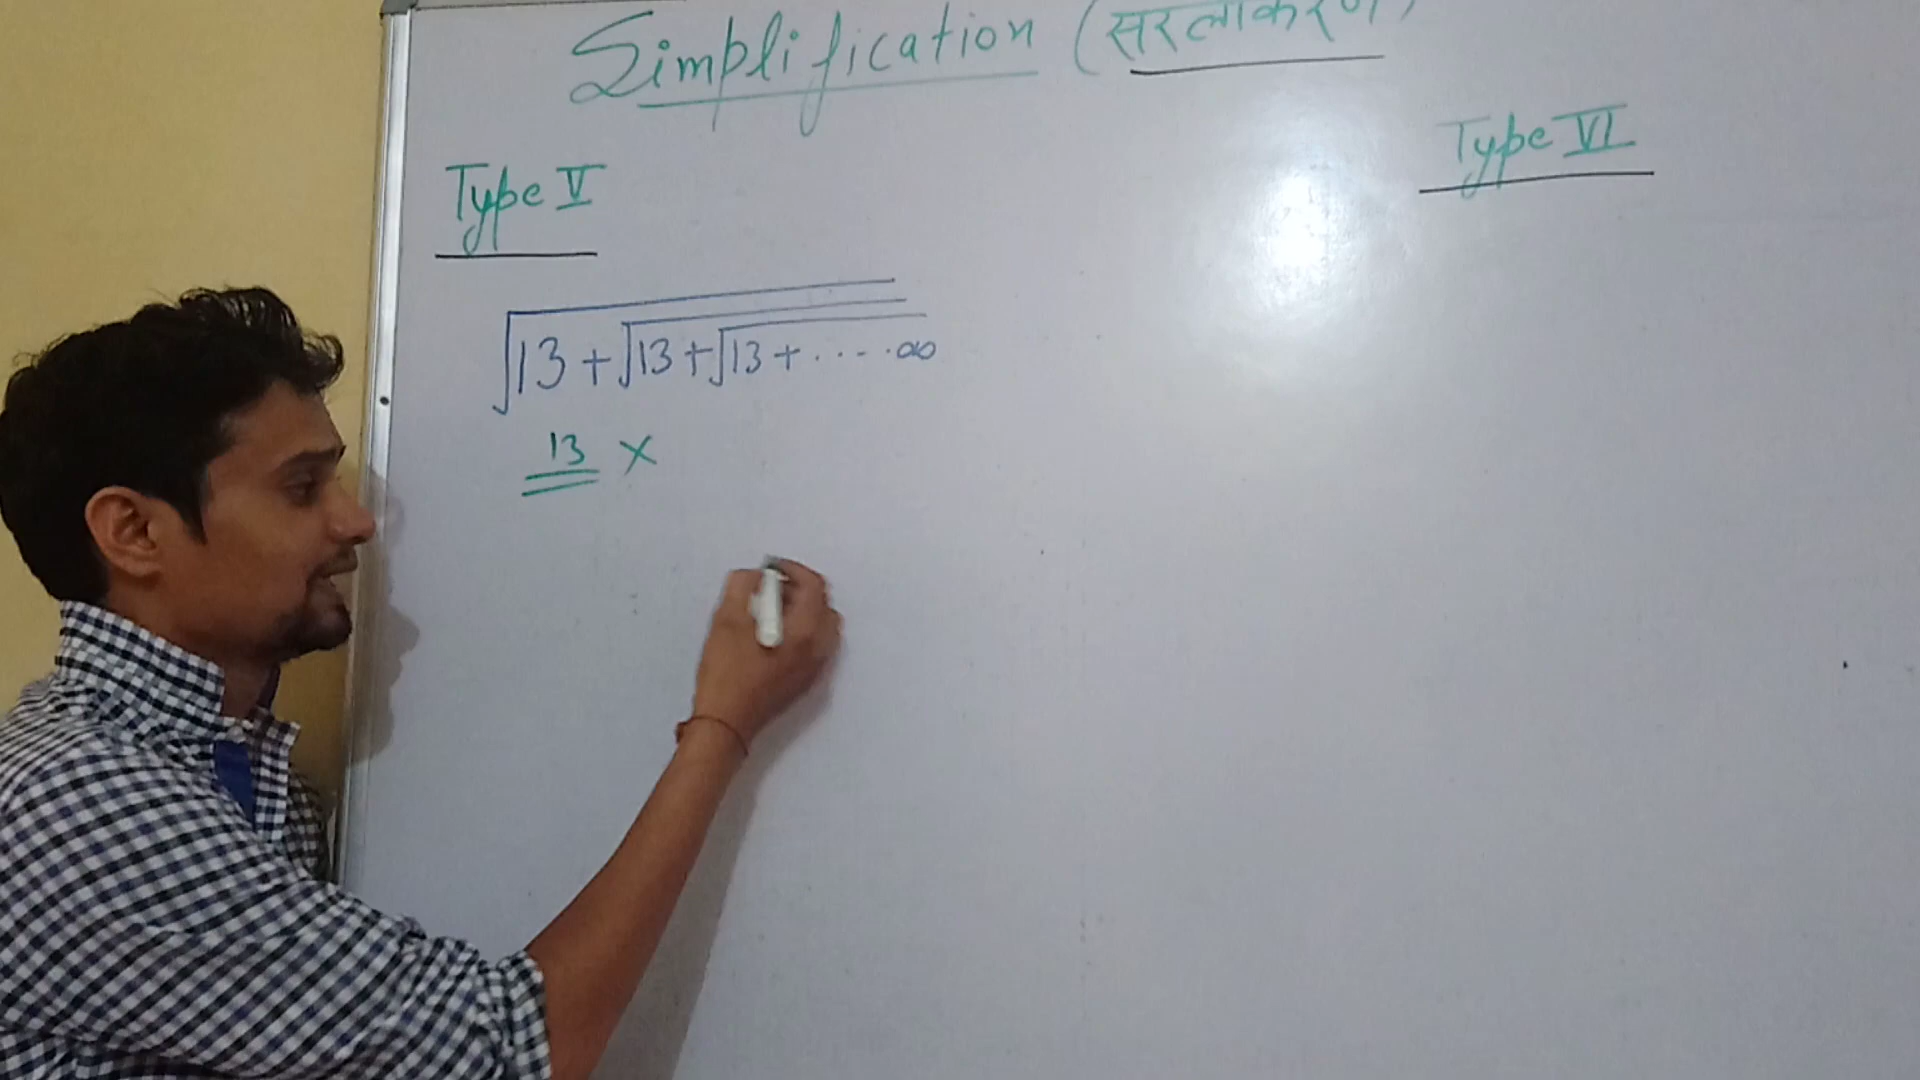 Simplification (सरलीकरण)
Type V
Type VI
√13+√13+√13+.....∞
13 ×